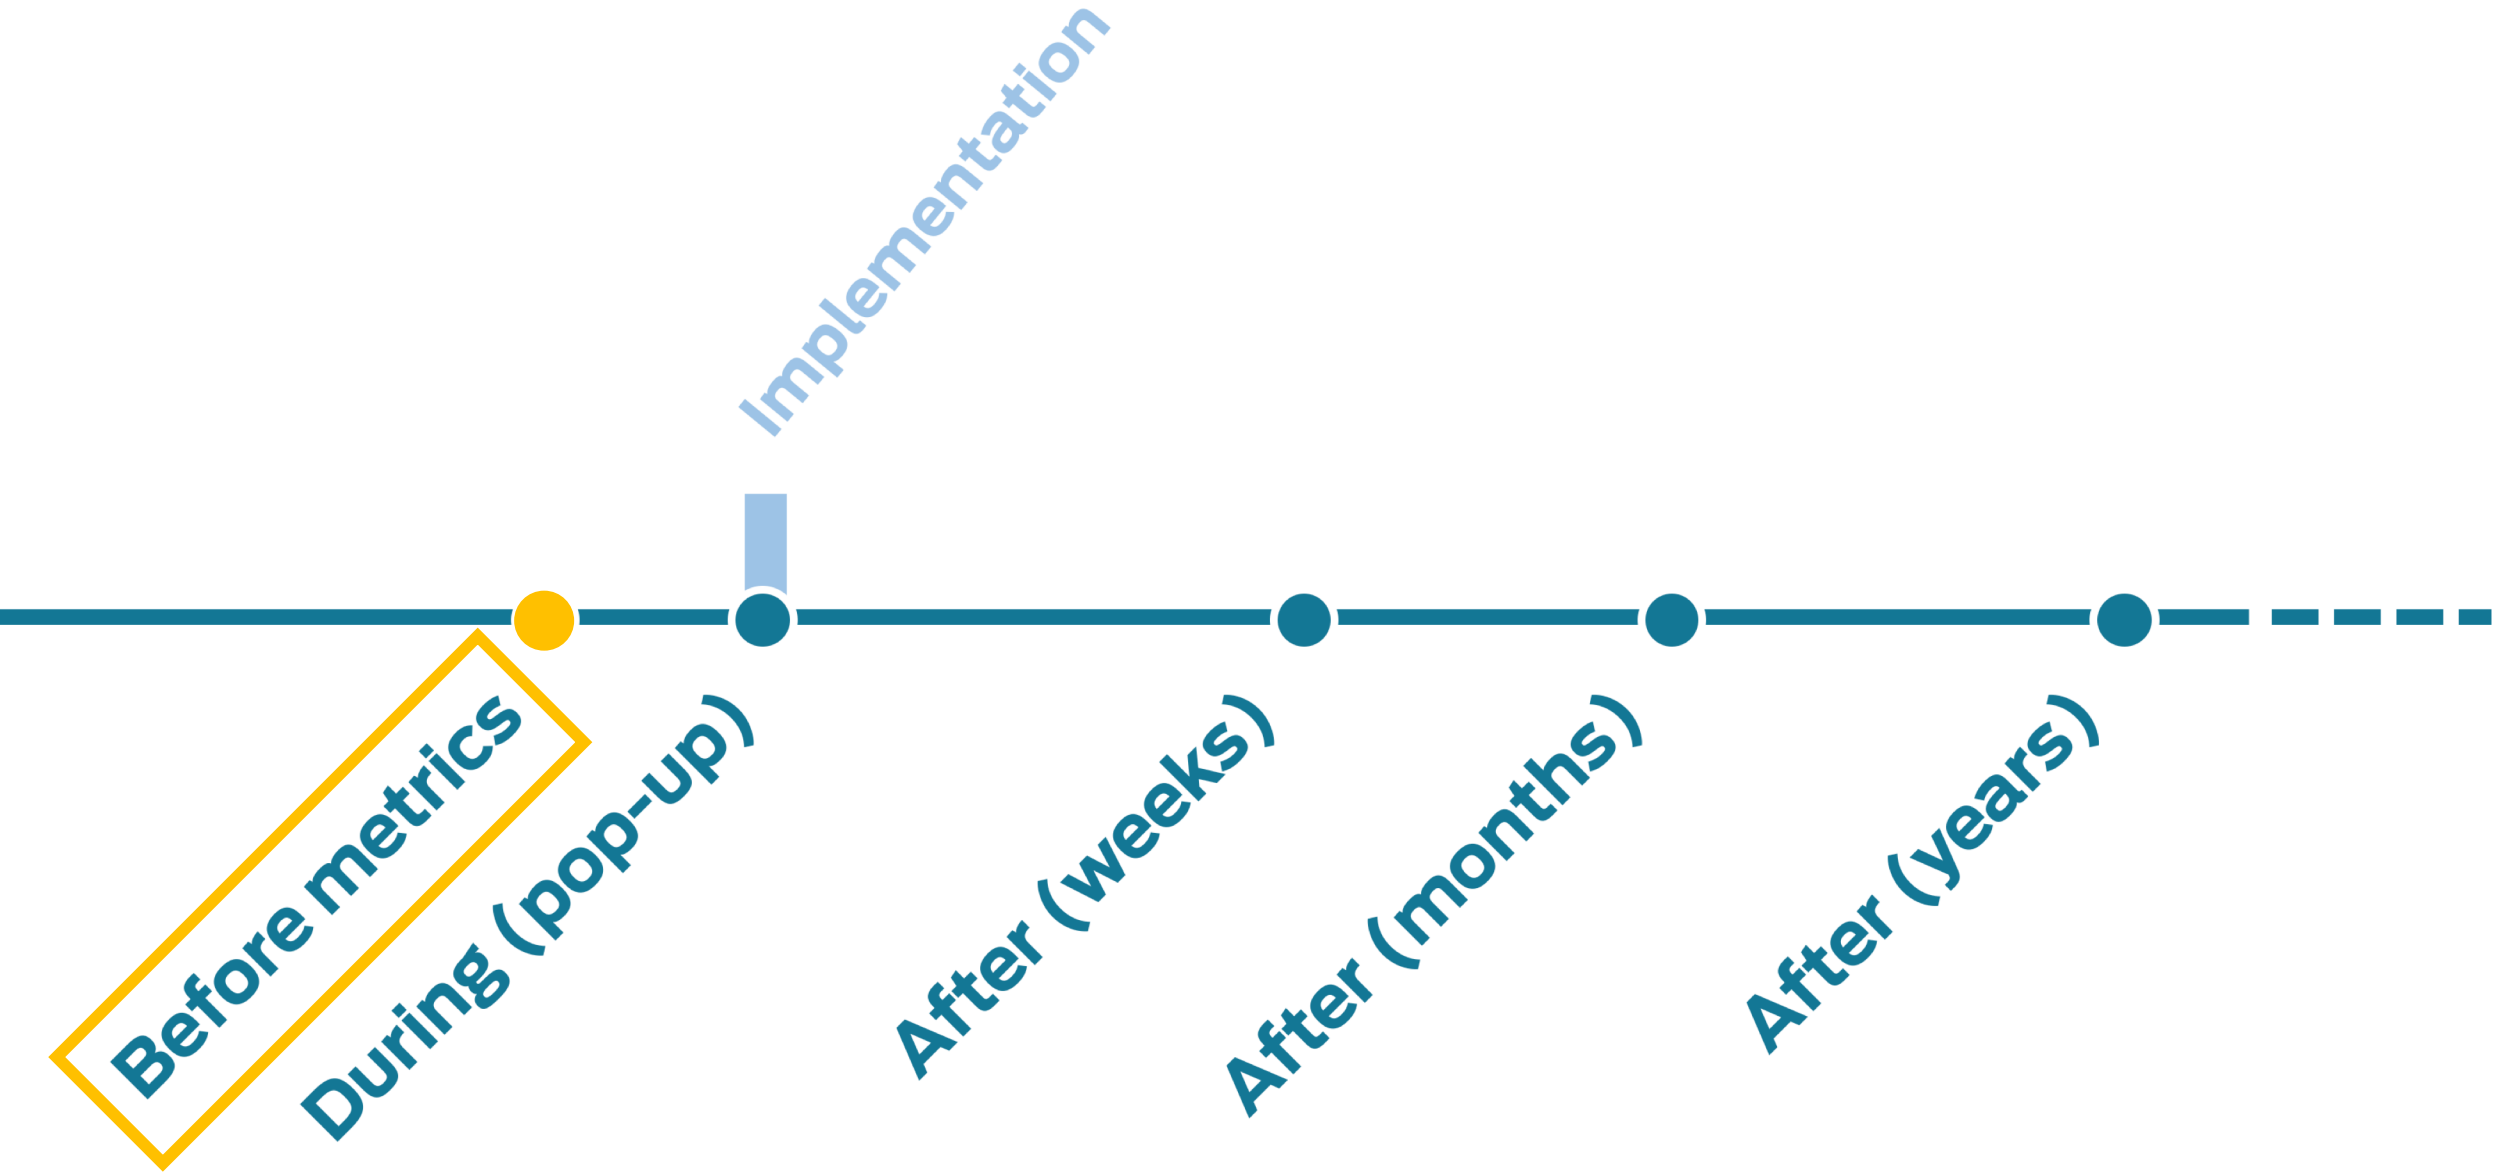 Implementation
Before metrics
During (pop-up)
After (weeks)
After (months)
After (years)